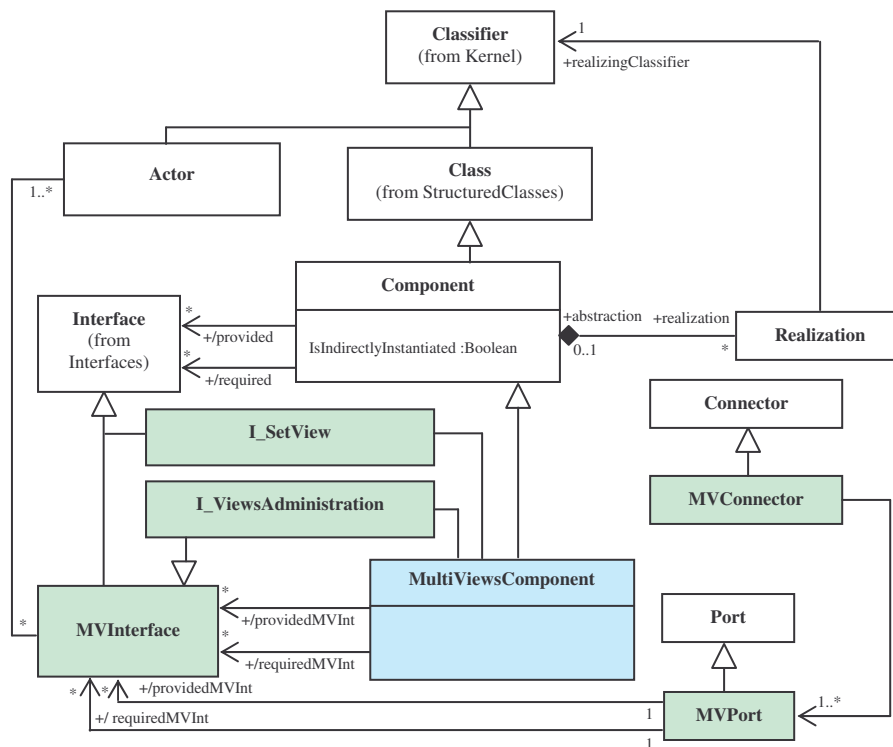 Classifier
(from Kernel)
1
+realizingClassifier
Actor
1..*
Class
(from StructuredClasses)
Component
IsIndirectlyInstantiated :Boolean
Interface
(from
Interfaces)
*
+/provided
*
+/required
+abstraction
0..1
+realization
*
Realization
Connector
I_SetView
I_ViewsAdministration
MVConnector
MultiViewsComponent
MVInterface
*
*
+/providedMVInt
*
+/requiredMVInt
Port
* *
+/providedMVInt
+/ requiredMVInt
1
1
MVPort
1..*